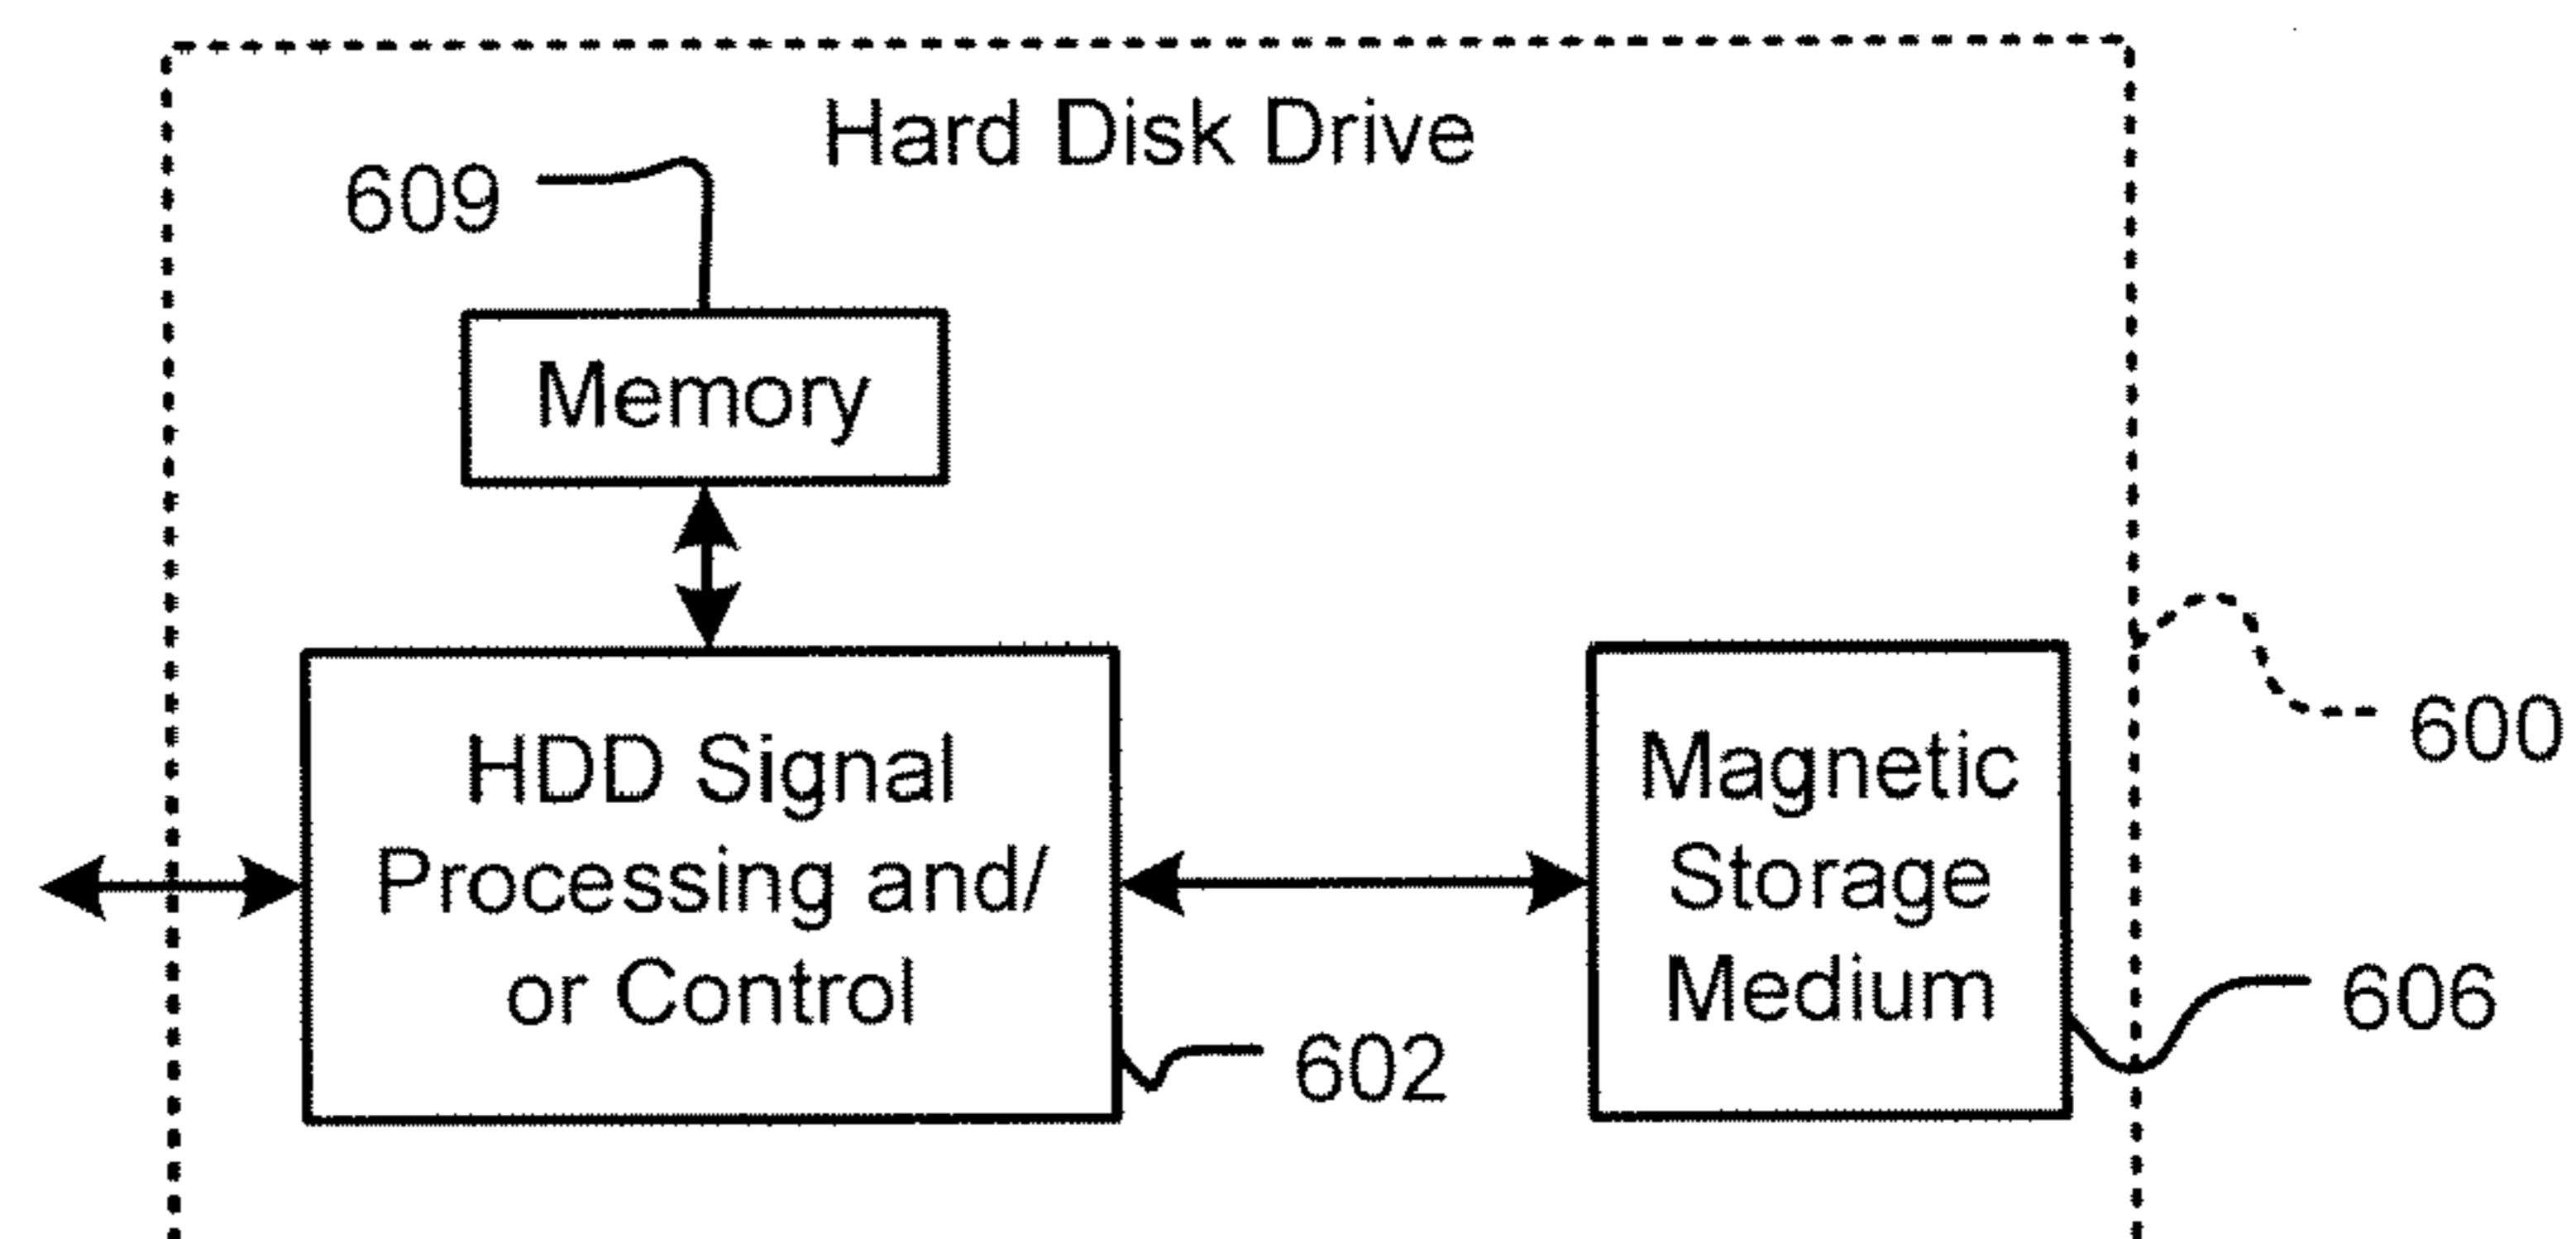 Hard Disk Drive
609
Memory
HDD Signal
Processing and/
or Control
602
Magnetic
Storage
Medium
600
606